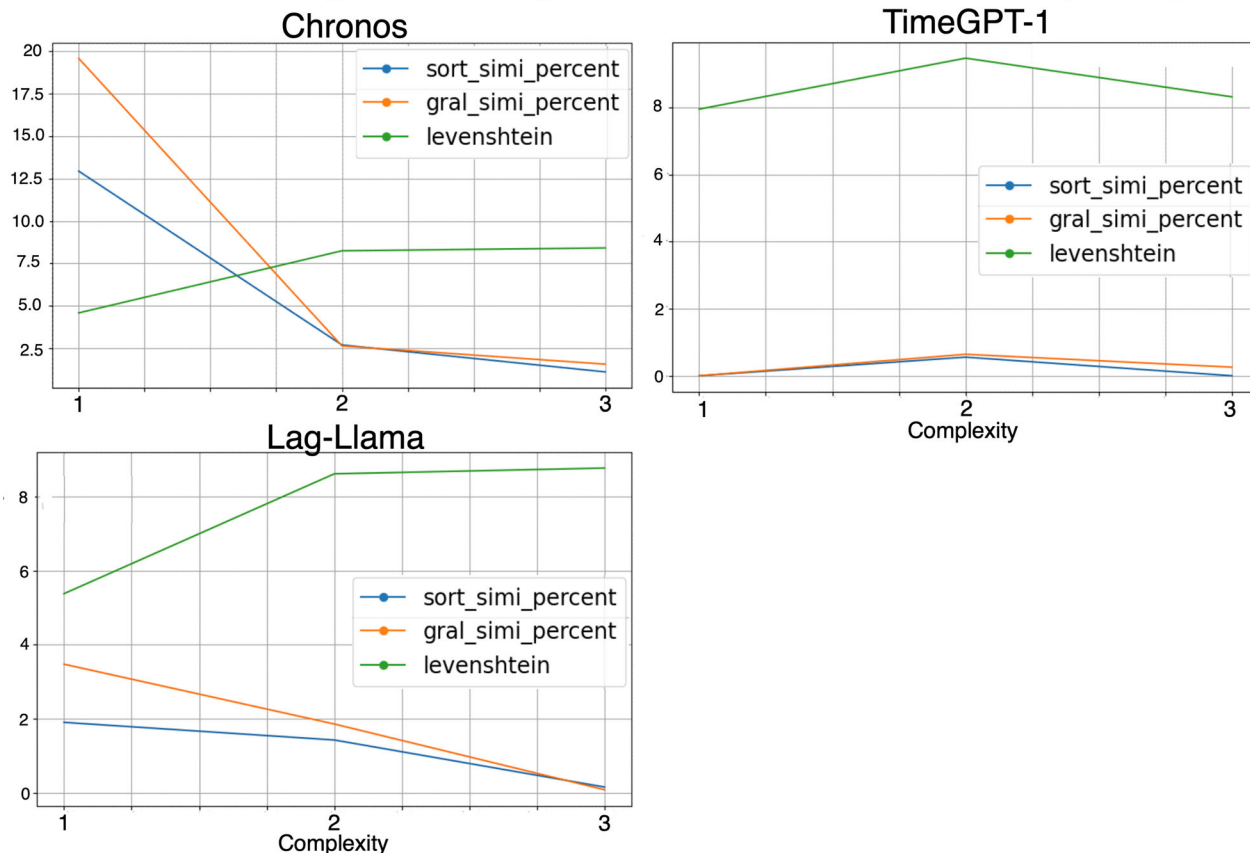 Chronos
20
17.5
15.0
12.5
10.0
7.5
5.0
2.5
sort_simi_percent
gral_simi_percent
levenshtein
1
2
3
TimeGPT-1
8
6
4
2
0
sort_simi_percent
gral_simi_percent
levenshtein
1
2
3
Complexity
Lag-Llama
8
6
4
2
0
sort_simi_percent
gral_simi_percent
levenshtein
1
2
3
Complexity